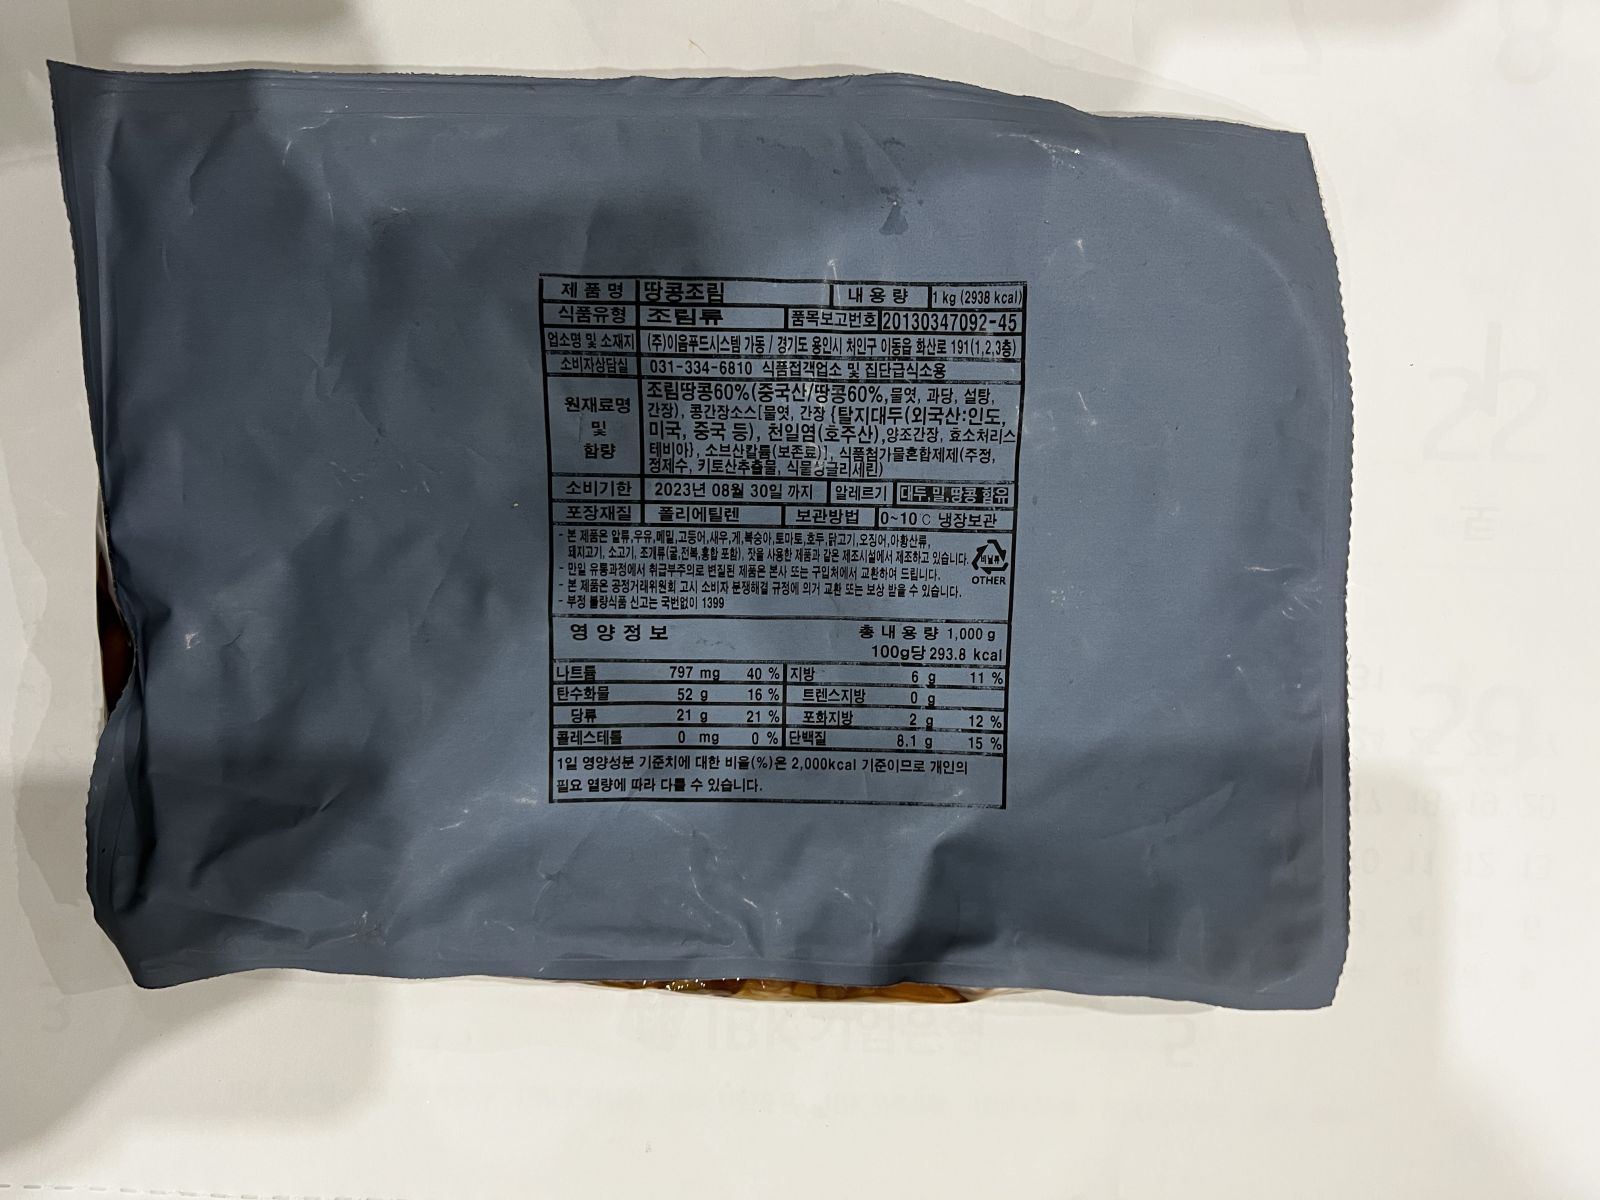 제품명 땅콩조림 내용량 1 kg (2938 kcal)
식품유형 조림류 품목보고번호 20130347092-45
업소명 및 소재지 (주)이음푸드시스템 가동 / 경기도 용인시 처인구 이동읍 화산로 191(1,2,3층)
소비자상담실 031-334-6810 식품접객업소 및 집단급식소용
원재료명 및 함량
조림땅콩60%(중국산/땅콩60%,물엿, 과당, 설탕,
간장), 콩간장소스[물엿, 간장 {탈지대두(외국산:인도,
미국, 중국 등), 천일염(호주산),양조간장, 효소처리스
테비아}, 소브산칼륨(보존료)], 식품첨가물혼합제제(주정,
정제수, 키토산추출물, 식물성글리세린)
소비기한 2023년 08월 30일 까지 알레르기 대두,밀,땅콩 함유
포장재질 폴리에틸렌 보관방법 0~10℃ 냉장보관
- 본 제품은 알류,우유,메밀,고등어,새우,게,복숭아,토마토,호두,닭고기,오징어,아황산류,
돼지고기, 소고기, 조개류(굴,전복,홍합 포함), 잣을 사용한 제품과 같은 제조시설에서 제조하고 있습니다.
- 만일 유통과정에서 취급부주의로 변질된 제품은 본사 또는 구입처에서 교환하여 드립니다.
- 본 제품은 공정거래위원회 고시 소비자 분쟁해결 규정에 의거 교환 또는 보상 받을 수 있습니다.
- 부정 불량식품 신고는 국번없이 1399
비닐류
OTHER
영양정보 총 내용량 1,000 g
100g당 293.8 kcal
나트륨 797 mg 40 % 지방 6 g 11 %
탄수화물 52 g 16 % 트렌스지방 0 g
당류 21 g 21 % 포화지방 2 g 12 %
콜레스테롤 0 mg 0 % 단백질 8.1 g 15 %
1일 영양성분 기준치에 대한 비율(%)은 2,000kcal 기준이므로 개인의
필요 열량에 따라 다를 수 있습니다.